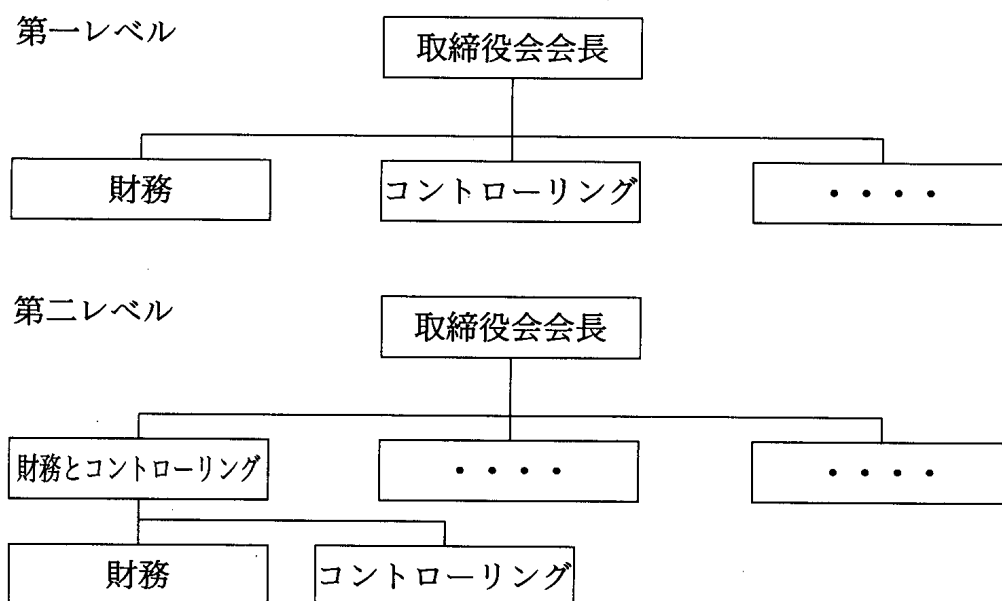 第一レベル
取締役会会長
財務
コントローリング
・・・・
第二レベル
取締役会会長
財務とコントローリング
・・・・
・・・・
財務
コントローリング